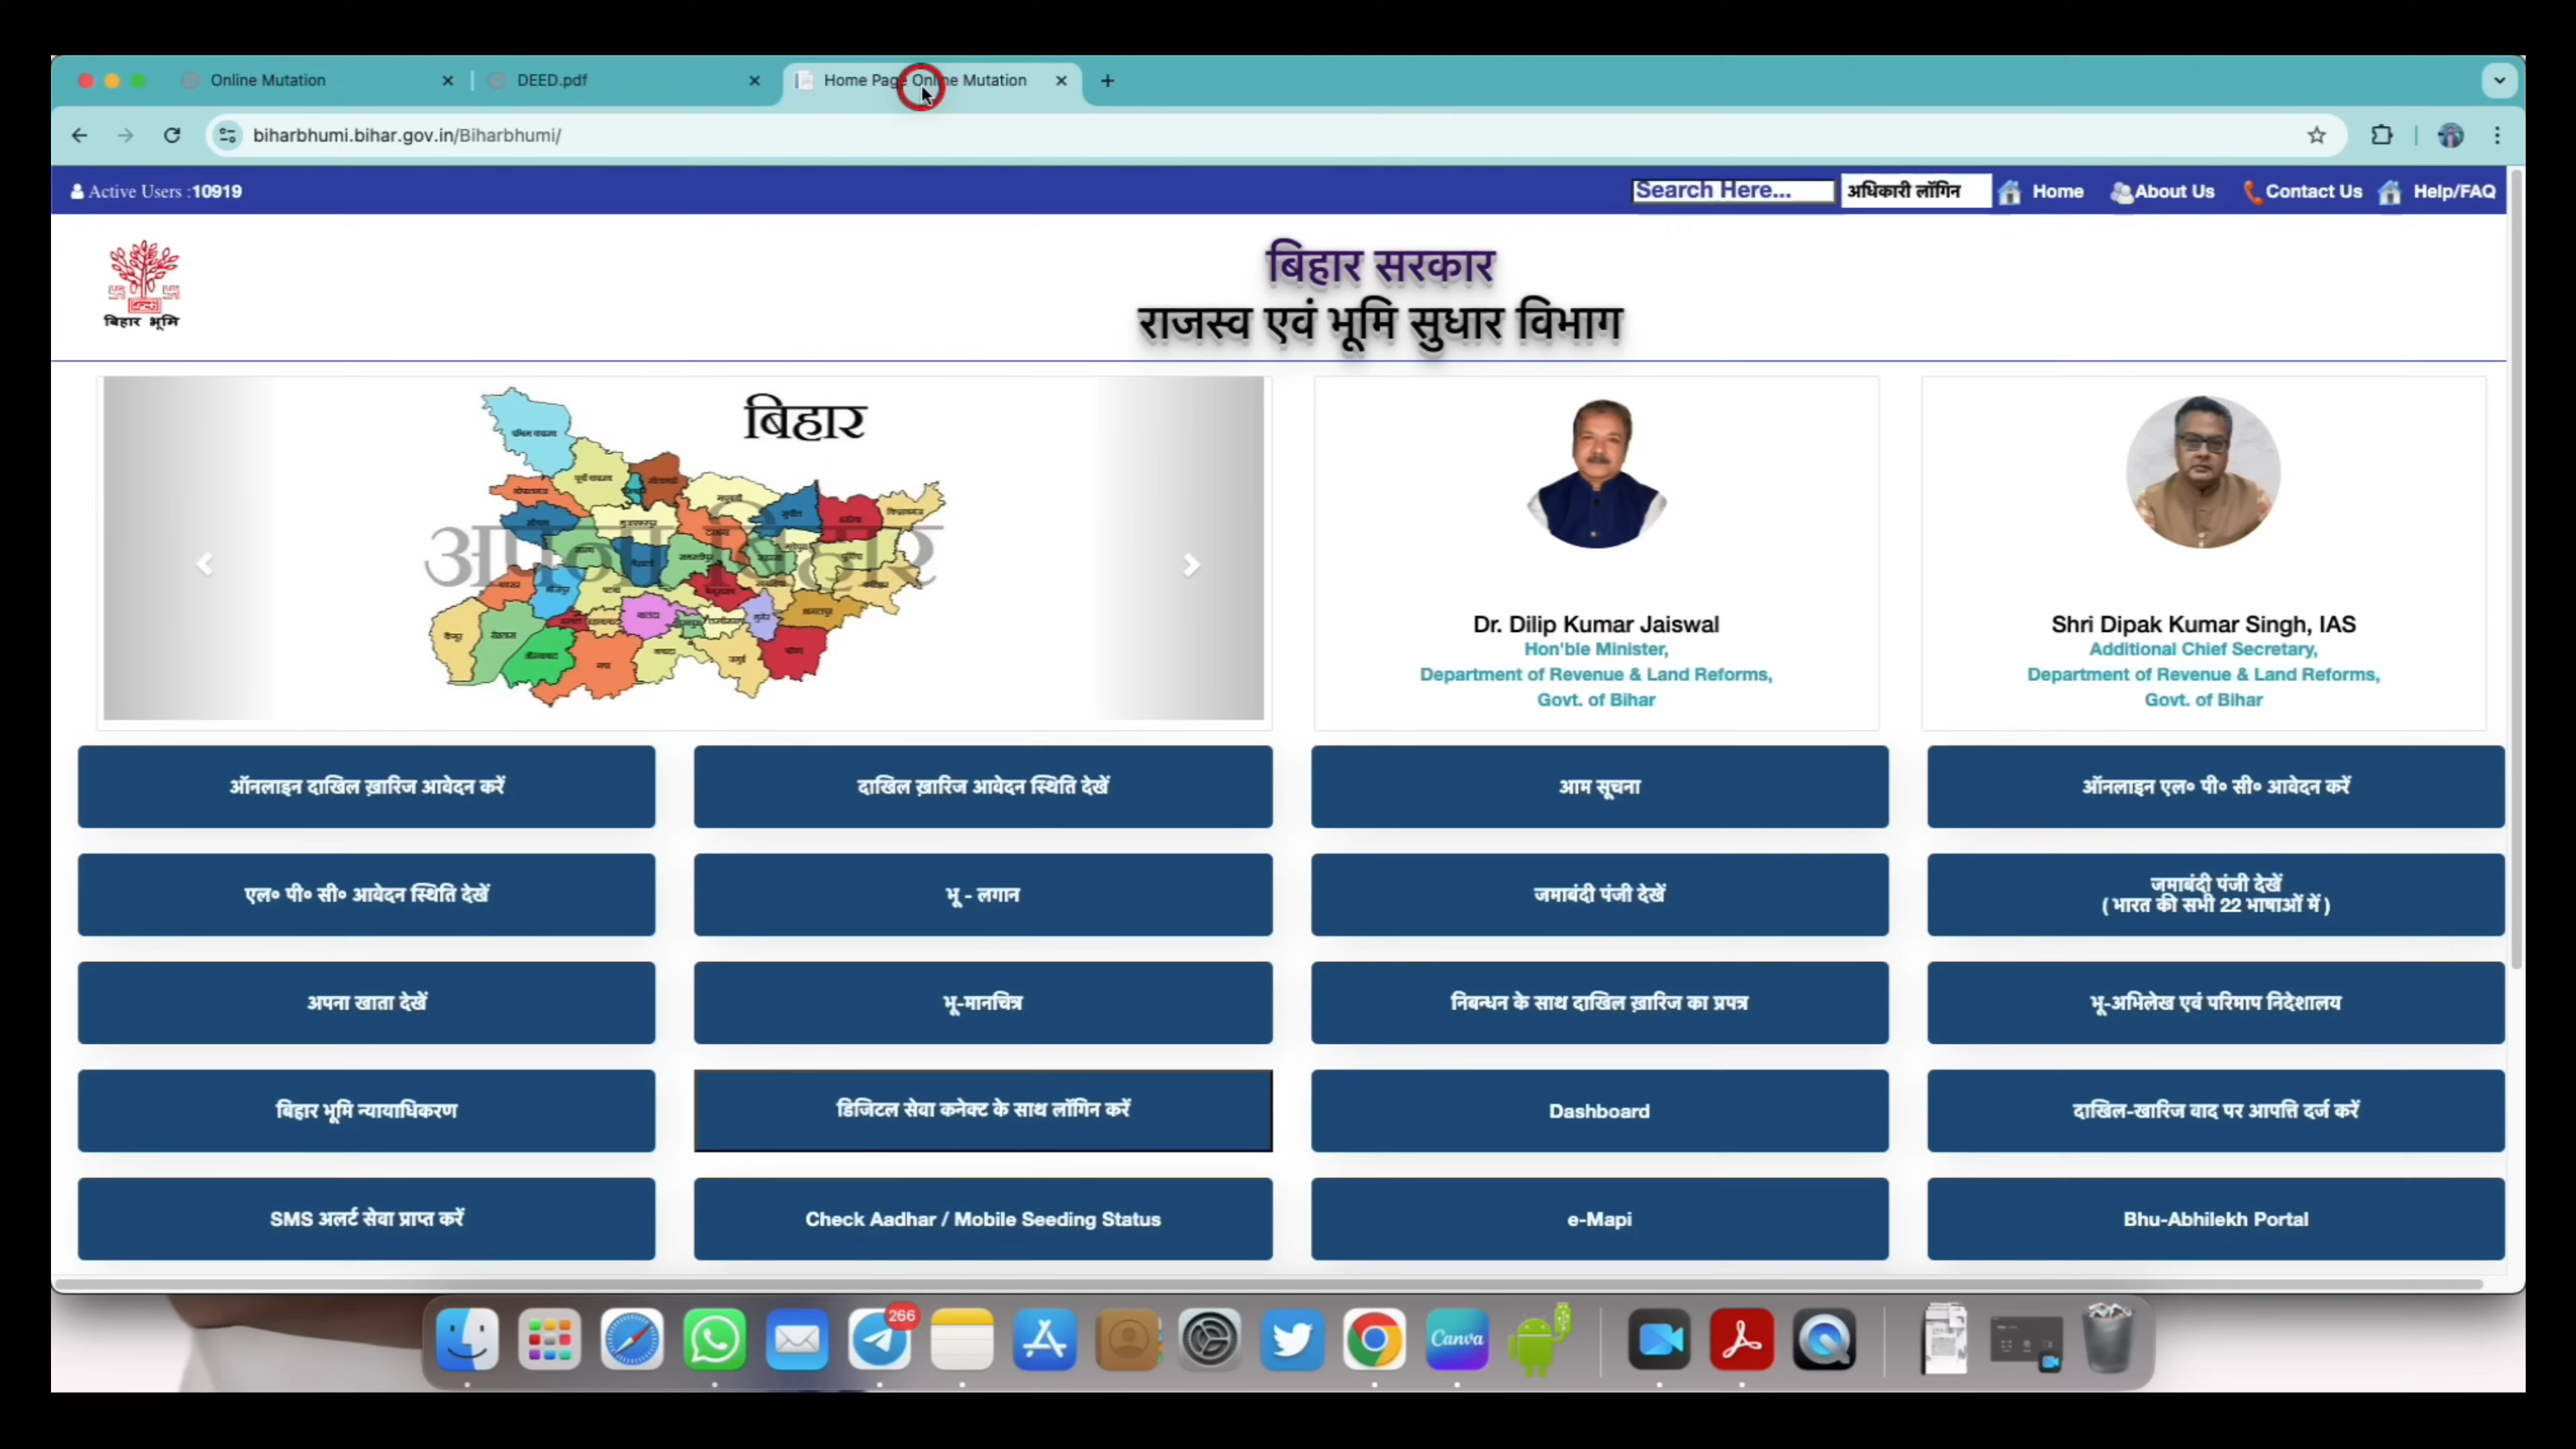 Online Mutation
DEED.pdf
Home Page Online Mutation
biharbhumi.bihar.gov.in/Biharbhumi/
Active Users :10919
Search Here...
अधिकारी लॉगिन
Home
About Us
Contact Us
Help/FAQ
बिहार भूमि
बिहार सरकार
राजस्व एवं भूमि सुधार विभाग
बिहार
अपना बिहार
Dr. Dilip Kumar Jaiswal
Hon'ble Minister,
Department of Revenue & Land Reforms,
Govt. of Bihar
Shri Dipak Kumar Singh, IAS
Additional Chief Secretary,
Department of Revenue & Land Reforms,
Govt. of Bihar
ऑनलाइन दाखिल ख़ारिज आवेदन करें
दाखिल ख़ारिज आवेदन स्थिति देखें
आम सूचना
ऑनलाइन एल० पी० सी० आवेदन करें
एल० पी० सी० आवेदन स्थिति देखें
भू - लगान
जमाबंदी पंजी देखें
जमाबंदी पंजी देखें
( भारत की सभी 22 भाषाओं में )
अपना खाता देखें
भू-मानचित्र
निबन्धन के साथ दाखिल ख़ारिज का प्रपत्र
भू-अभिलेख एवं परिमाप निदेशालय
बिहार भूमि न्यायाधिकरण
डिजिटल सेवा कनेक्ट के साथ लॉगिन करें
Dashboard
दाखिल-खारिज वाद पर आपत्ति दर्ज करें
SMS अलर्ट सेवा प्राप्त करें
Check Aadhar / Mobile Seeding Status
e-Mapi
Bhu-Abhilekh Portal
266
Canva